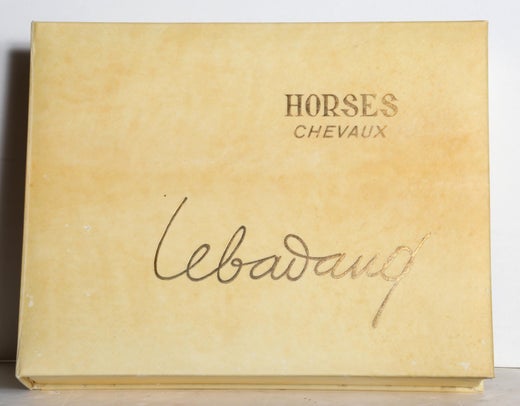 HORSES
CHEVAUX
Lebadang